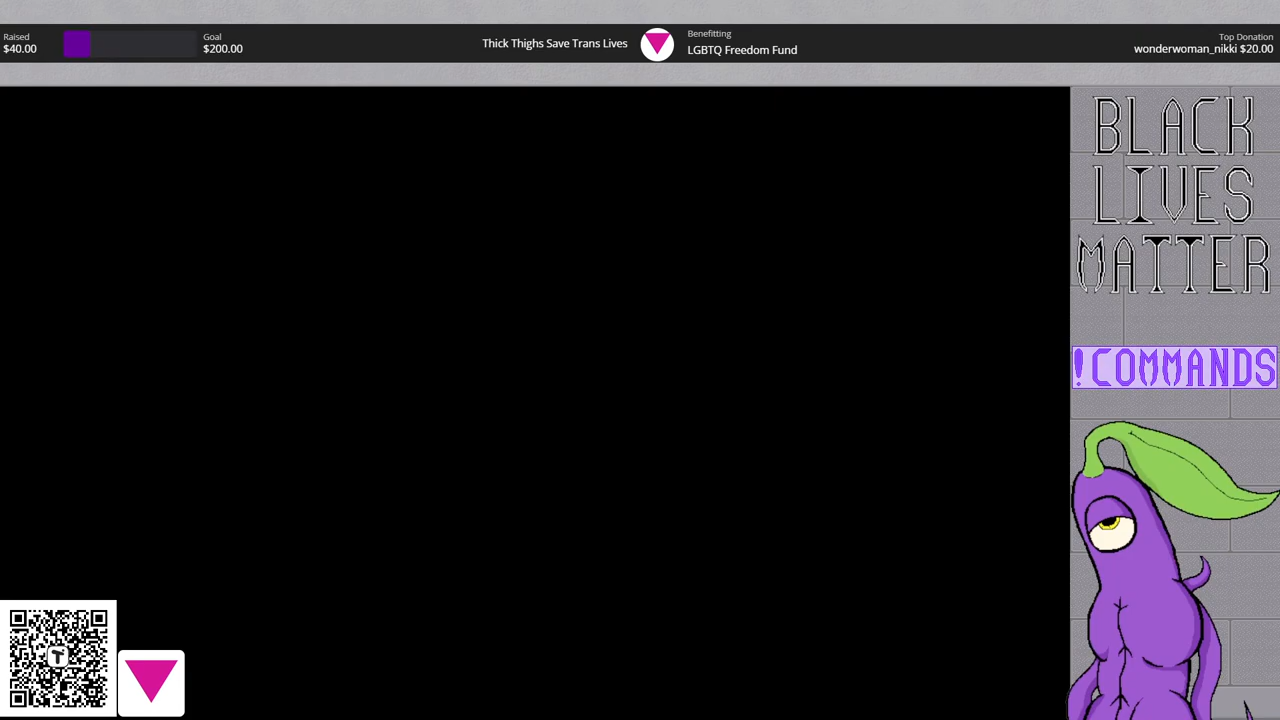 Raised
$40.00
Goal
$200.00
Thick Thighs Save Trans Lives
Benefitting
LGBTQ Freedom Fund
Top Donation
wonderwoman_nikki $20.00
BLACK
LIVES
MATTER
!COMMANDS
T